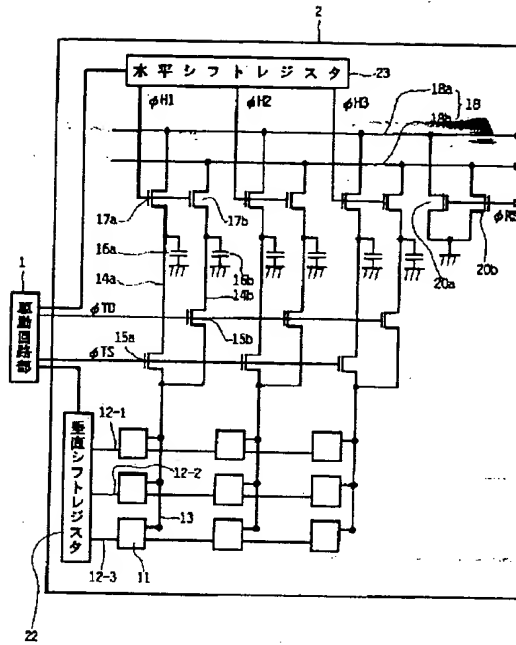 2
水平シフトレジスタ
23
φH1
φH2
φH3
18a
18
18b
17a
17b
φRS
16a
16b
20a
20b
14a
14b
1
駆動回路部
φTD
15b
15a
φTS
12-1
12-2
13
垂直シフトレジスタ
12-3
11
22